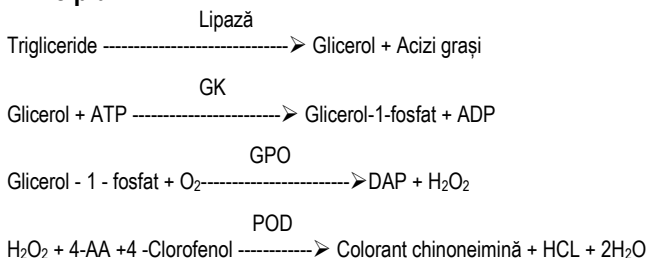 Lipază
Trigliceride -----------------------------➢ Glicerol + Acizi grași
GK
Glicerol + ATP ------------------------➢ Glicerol-1-fosfat + ADP
GPO
Glicerol - 1 - fosfat + O₂------------------------➢DAP + H₂O₂
POD
H₂O₂ + 4-AA +4 -Clorofenol ------------➢ Colorant chinoneimină + HCL + 2H₂O